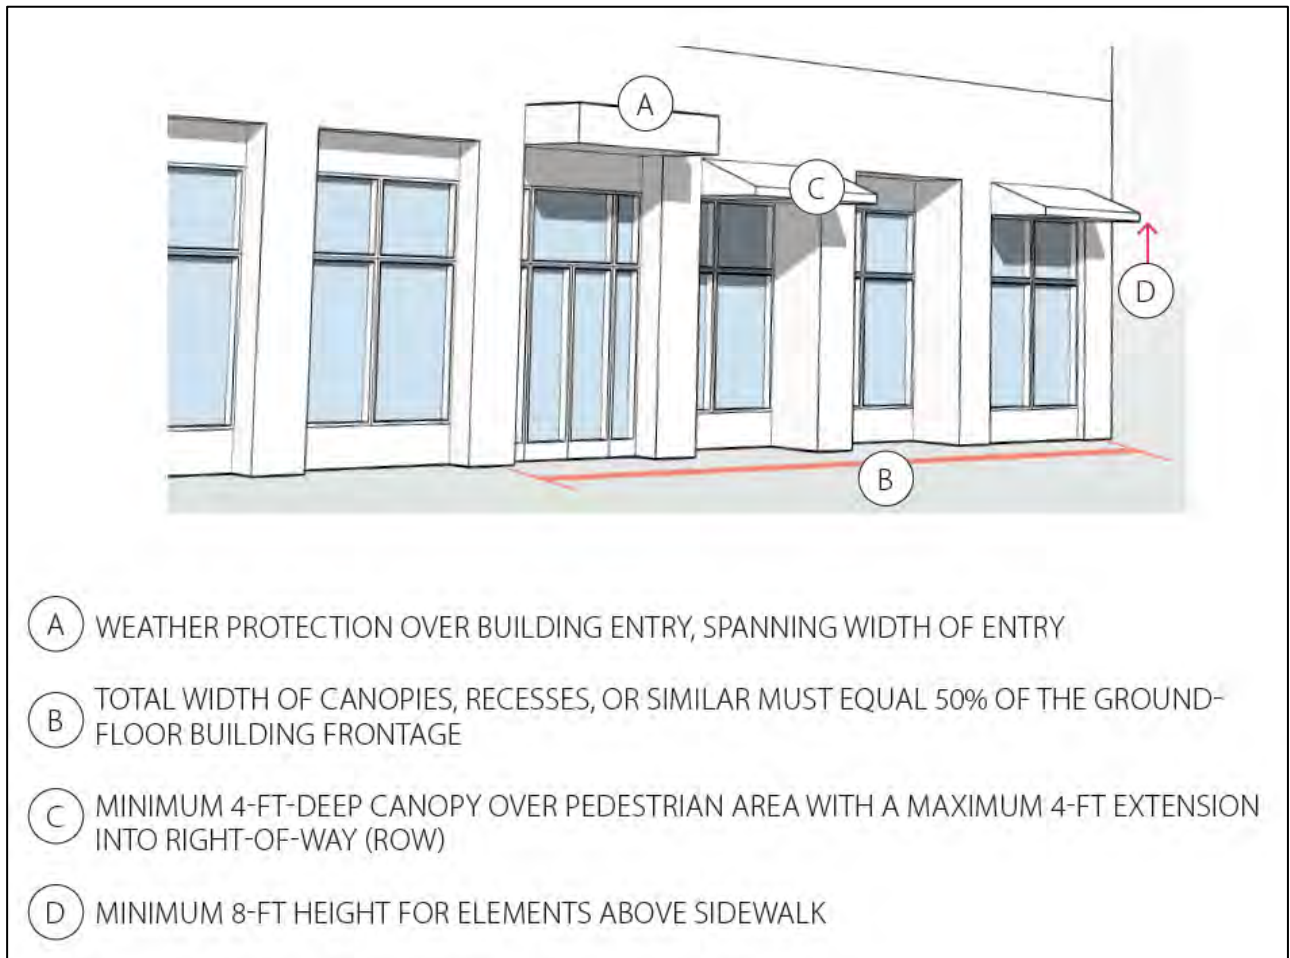 A
C
D
B
A WEATHER PROTECTION OVER BUILDING ENTRY, SPANNING WIDTH OF ENTRY
B TOTAL WIDTH OF CANOPIES, RECESSES, OR SIMILAR MUST EQUAL 50% OF THE GROUND-
FLOOR BUILDING FRONTAGE
C MINIMUM 4-FT-DEEP CANOPY OVER PEDESTRIAN AREA WITH A MAXIMUM 4-FT EXTENSION
INTO RIGHT-OF-WAY (ROW)
D MINIMUM 8-FT HEIGHT FOR ELEMENTS ABOVE SIDEWALK